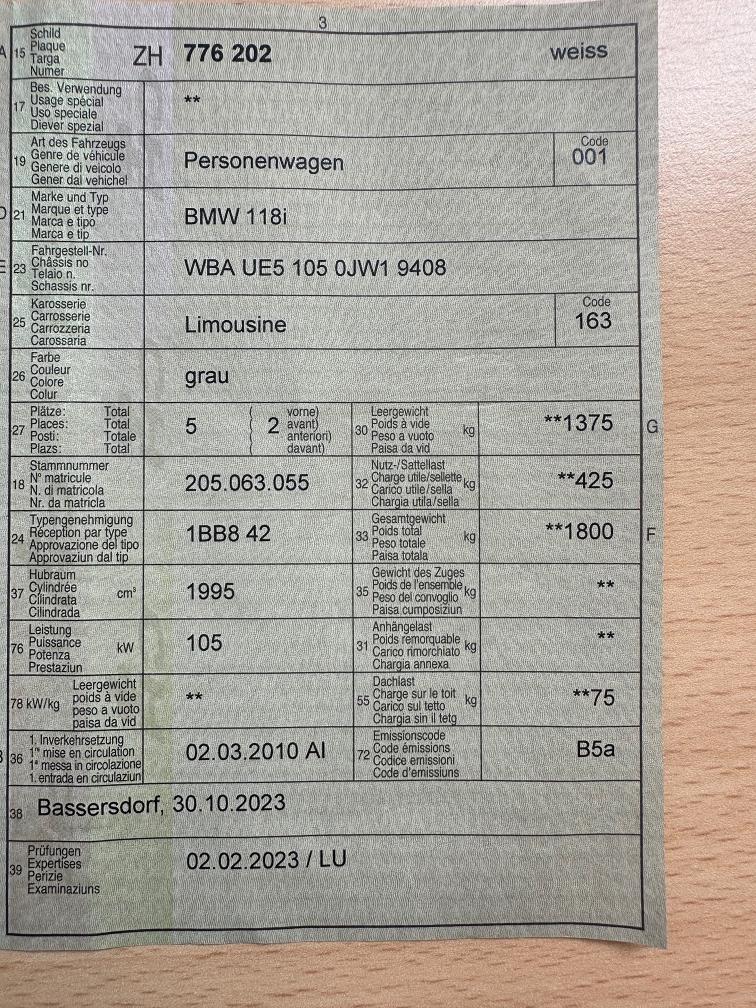 3
A 15 Schild
Plaque
Targa
Numer
ZH 776 202 weiss
17 Bes. Verwendung
Usage spécial
Uso speciale
Diever spezial
**
19 Art des Fahrzeugs
Genre de véhicule
Genere di veicolo
Gener dal vehichel
Personenwagen
Code
001
D 21 Marke und Typ
Marque et type
Marca e tipo
Marca e tip
BMW 118i
E 23 Fahrgestell-Nr.
Châssis no
Telaio n.
Schassis nr.
WBA UE5 105 0JW1 9408
25 Karosserie
Carrosserie
Carrozzeria
Carossaria
Limousine
Code
163
26 Farbe
Couleur
Colore
Colur
grau
27 Plätze: Total
Places: Total
Posti: Totale
Plazs: Total
5 ( 2 vorne)
( avant)
( anteriori)
( davant)
30 Leergewicht
Poids à vide
Peso a vuoto
Paisa da vid
kg **1375 G
18 Stammnummer
N° matricule
N. di matricola
Nr. da matricla
205.063.055
32 Nutz-/Sattellast
Charge utile/sellette
Carico utile/sella
Chargia utila/sella
kg **425
24 Typengenehmigung
Réception par type
Approvazione del tipo
Approvaziun dal tip
1BB8 42
33 Gesamtgewicht
Poids total
Peso totale
Paisa totala
kg **1800 F
37 Hubraum
Cylindrée
Cilindrata
Cilindrada
cm³ 1995
35 Gewicht des Zuges
Poids de l'ensemble
Peso del convoglio
Paisa cumposiziun
kg **
76 Leistung
Puissance
Potenza
Prestaziun
kW 105
31 Anhängelast
Poids remorquable
Carico rimorchiato
Chargia annexa
kg **
78 kW/kg Leergewicht
poids à vide
peso a vuoto
paisa da vid
**
55 Dachlast
Charge sur le toit
Carico sul tetto
Chargia sin il tetg
kg **75
B 36 1. Inverkehrsetzung
1re mise en circulation
1a messa in circolazione
1. entrada en circulaziun
02.03.2010 AI
72 Emissionscode
Code émissions
Codice emissioni
Code d'emissiuns
B5a
38 Bassersdorf, 30.10.2023
39 Prüfungen
Expertises
Perizie
Examinaziuns
02.02.2023 / LU